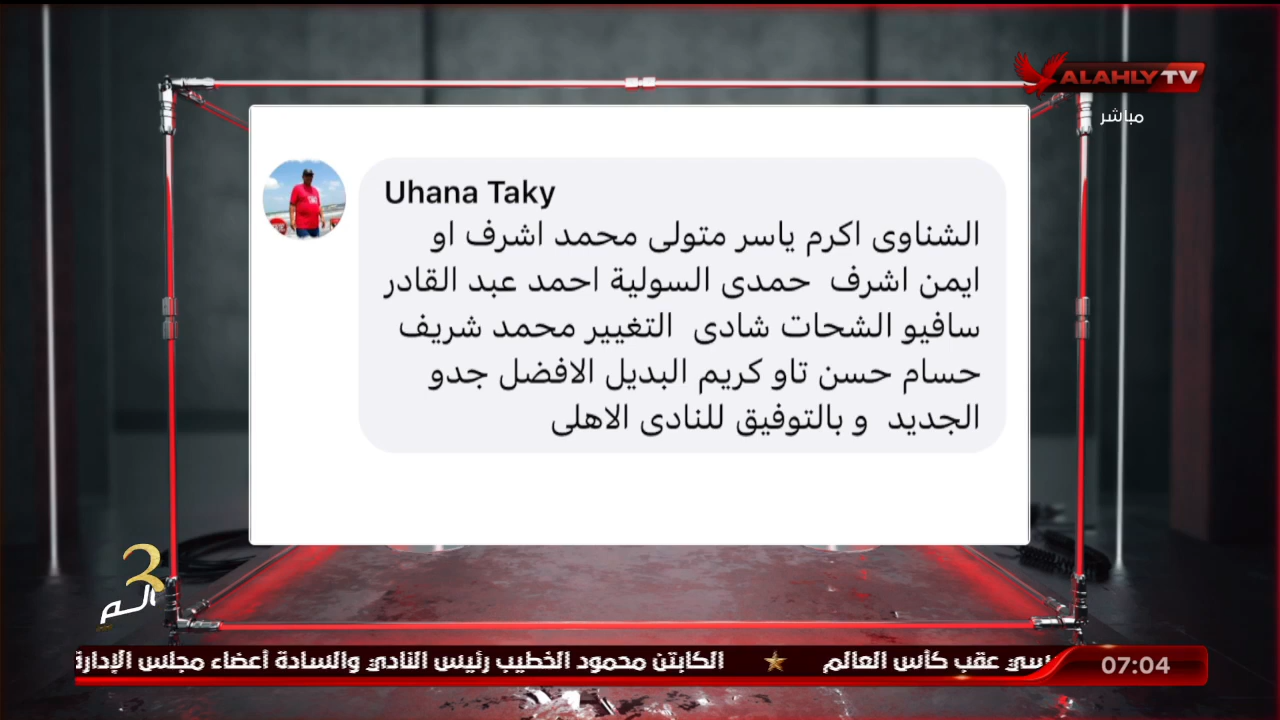 ALAHLY TV
مباشر
Uhana Taky
الشناوى اكرم ياسر متولى محمد اشرف او
ايمن اشرف حمدى السولية احمد عبد القادر
سافيو الشحات شادى التغيير محمد شريف
حسام حسن تاو كريم البديل الافضل جدو
الجديد و بالتوفيق للنادى الاهلى
3
الـم
عقب كأس العالم ★ الكابتن محمود الخطيب رئيس النادي والسادة أعضاء مجلس الإدارة
07:04